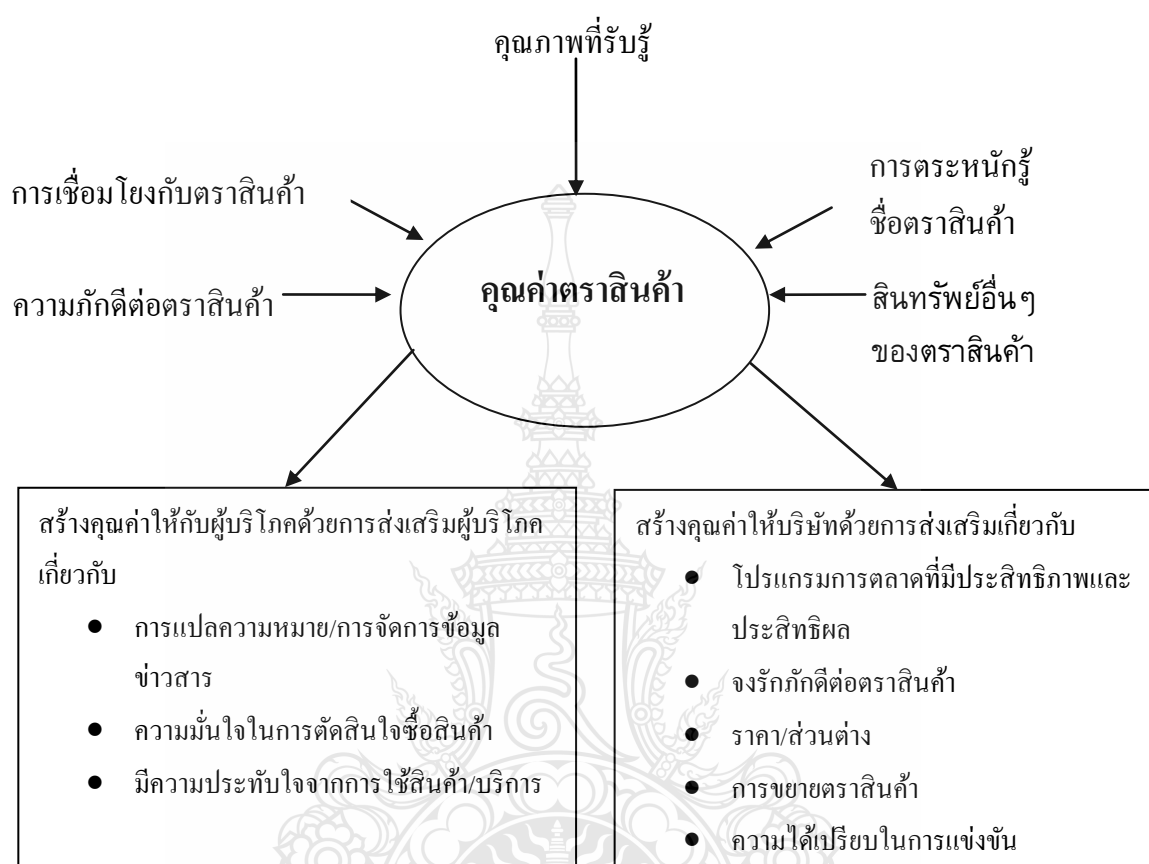 คุณภาพที่รับรู้
การเชื่อมโยงกับตราสินค้า
การตระหนักรู้
ชื่อตราสินค้า
ความภักดีต่อตราสินค้า
คุณค่าตราสินค้า
สินทรัพย์อื่นๆ
ของตราสินค้า
สร้างคุณค่าให้กับผู้บริโภคด้วยการส่งเสริมผู้บริโภค
เกี่ยวกับ
● การแปลความหมาย/การจัดการข้อมูล
ข่าวสาร
● ความมั่นใจในการตัดสินใจซื้อสินค้า
● มีความประทับใจจากการใช้สินค้า/บริการ
สร้างคุณค่าให้บริษัทด้วยการส่งเสริมเกี่ยวกับ
● โปรแกรมการตลาดที่มีประสิทธิภาพและ
ประสิทธิผล
● จงรักภักดีต่อตราสินค้า
● ราคา/ส่วนต่าง
● การขยายตราสินค้า
● ความได้เปรียบในการแข่งขัน